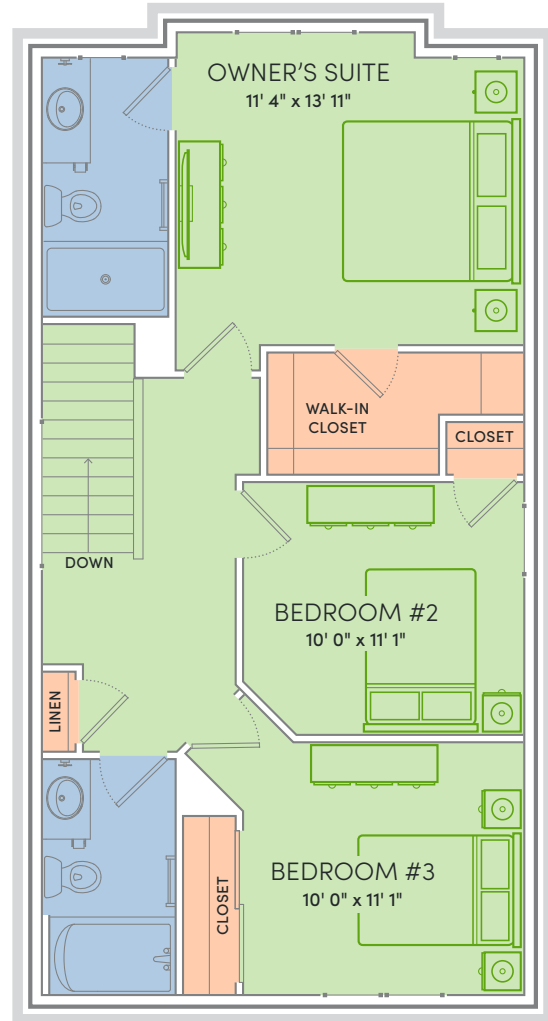 OWNER’S SUITE
11' 4" x 13' 11"
WALK-IN
CLOSET
CLOSET
DOWN
BEDROOM #2
10' 0" x 11' 1"
LINEN
BEDROOM #3
10' 0" x 11' 1"
CLOSET